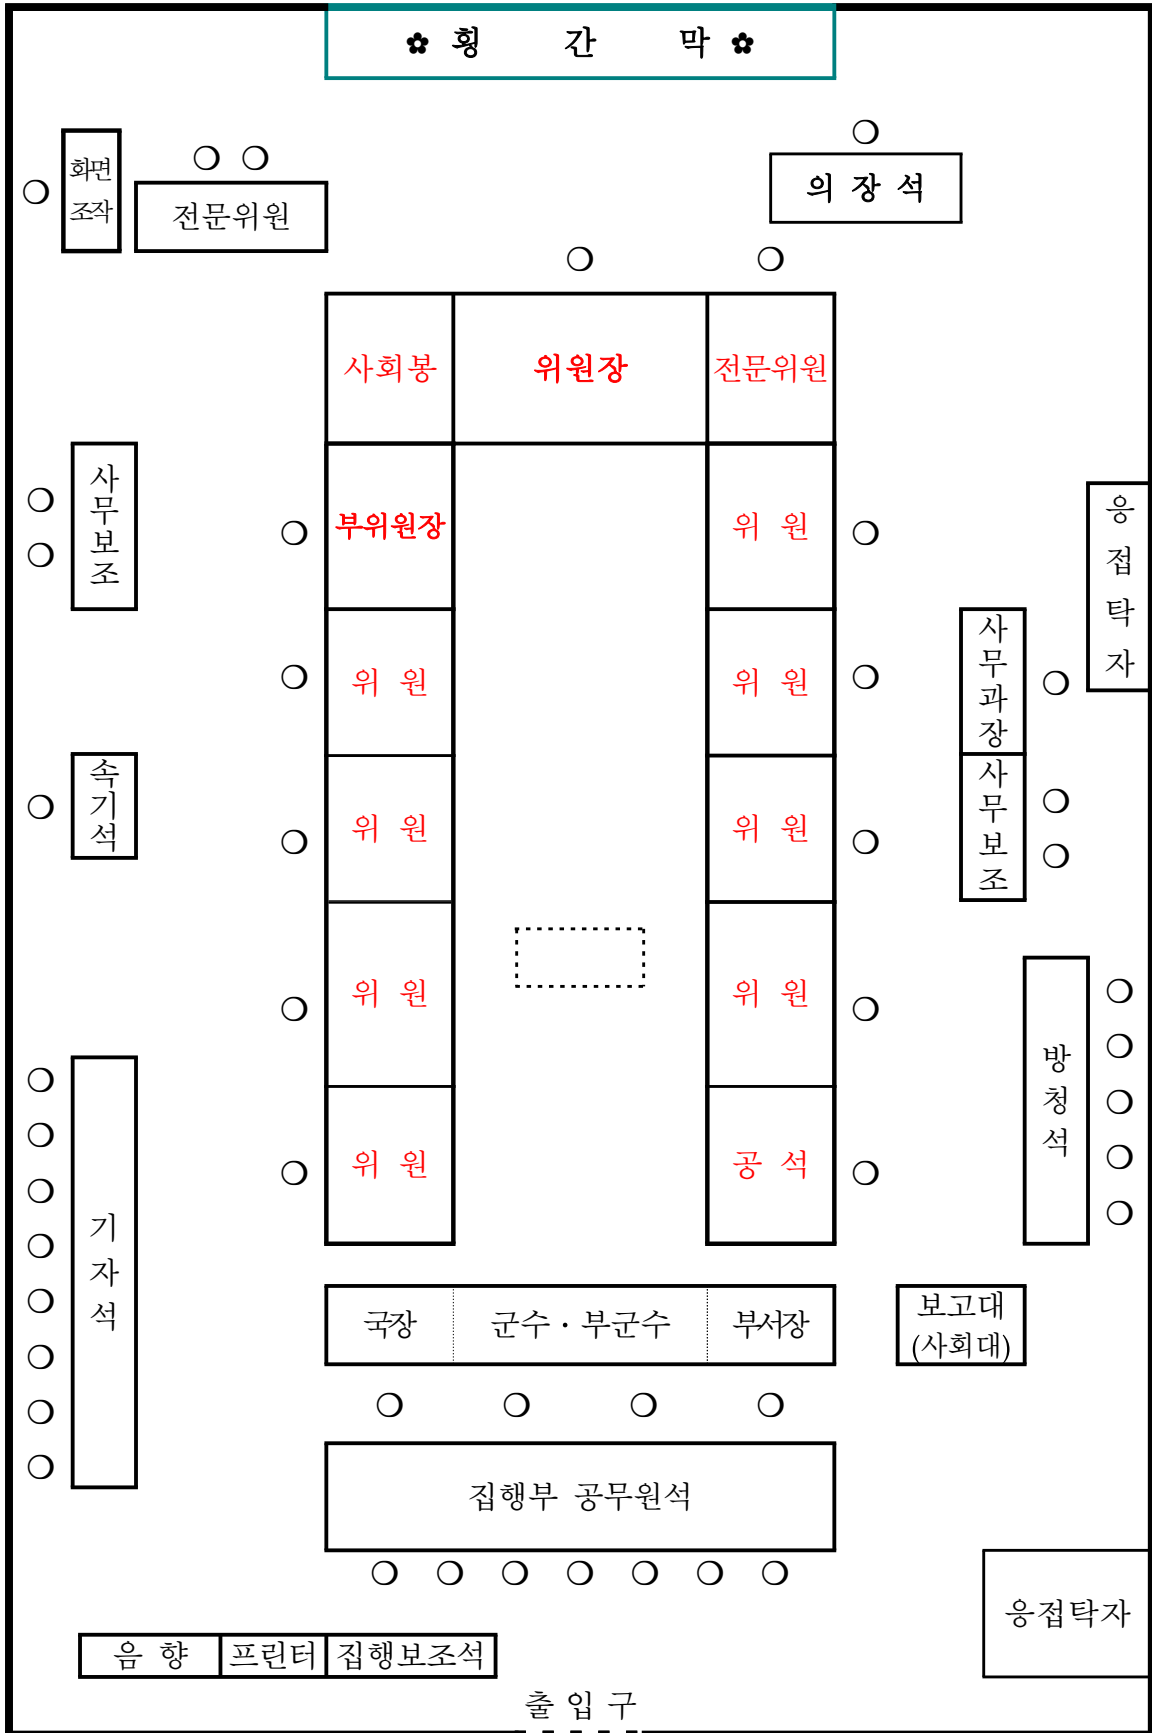 ✿ 횡 간 막 ✿
화면
조작
전문위원
의 장 석
사회봉
위원장
전문위원
사
무
보
조
부위원장
위 원
응
접
탁
자
위 원
위 원
사
무
과
장
속
기
석
위 원
위 원
사
무
보
조
위 원
위 원
방
청
석
위 원
공 석
기
자
석
국장
군수 · 부군수
부서장
보고대
(사회대)
집행부 공무원석
응접탁자
음 향
프린터
집행보조석
출 입 구